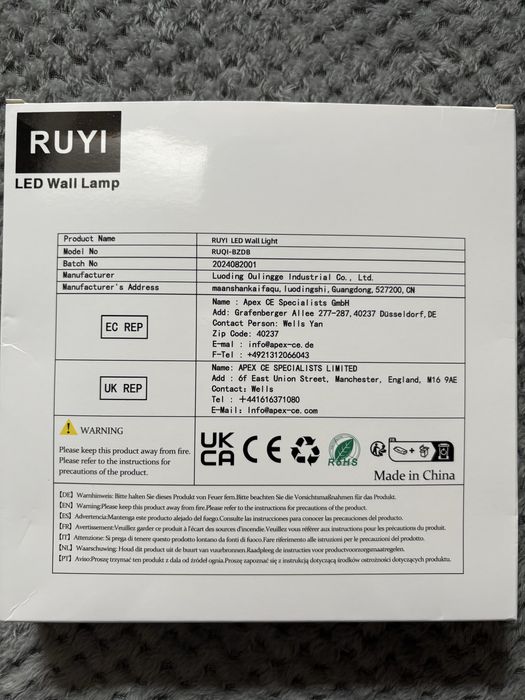 RUYI
LED Wall Lamp
Product Name RUYI LED Wall Light
Model No RUQI-BZDB
Batch No 2024082001
Manufacturer Luoding Oulingge Industrial Co., Ltd.
Manufacturer's Address maanshankaifaqu, luodingshi, Guangdong, 527200, CN
EC REP
Name : Apex CE Specialists GmbH
Add: Grafenberger Allee 277-287, 40237 Düsseldorf, DE
Contact Person: Wells Yan
Zip Code: 40237
E-mal : info@apex-ce.de
F-Tel : +4921312066043
UK REP
Name: APEX CE SPECIALISTS LIMITED
Add : 6f East Union Street, Manchester, England, M16 9AE
Contact: Wells
Tel : +441616371080
E-Mail: Info@apex-ce.com
WARNING
Please keep this product away from fire.
Please refer to the instructions for
precautions of the product.
UK
CA CE RoHS
Made in China
【DE】Warnhinweis: Bitte halten Sie dieses Produkt von Feuer fern.Bitte beachten Sie die Vorsichtsmaßnahmen für das Produkt.
【EN】Warning:Please keep this product away from fire.Please refer to the instructions for precautions of the product.
【ES】Advertencia:Mantenga este producto alejado del fuego.Consulte las instrucciones para conocer las precauciones del producto.
【FR】Avertissement:Veuillez garder ce produit à l'écart des sources d'incendie.Veuillez vous référer aux instructions pour les précautions du produit.
【IT】Attenzione: Si prega di tenere questo prodotto lontano da fonti di fuoco.Fare riferimento alle istruzioni per le precauzioni del prodotto.
【NL】Waarschuwing: Houd dit product uit de buurt van vuurbronnen.Raadpleeg de instructies voor productvoorzorgsmaatregelen.
【PT】Aviso:Proszę trzymać ten produkt z dala od źródeł ognia.Proszę zapoznać się z instrukcją dotyczącą środków ostrożności dotyczących produktu.